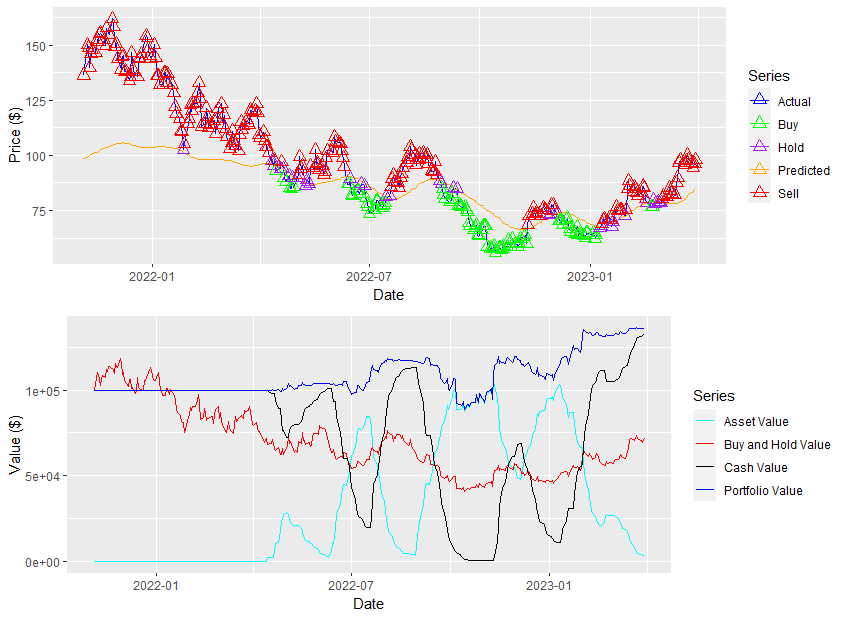 150
125
100
75
Price ($)
2022-01
2022-07
2023-01
Date
Series
Actual
Buy
Hold
Predicted
Sell
1e+05
5e+04
0e+00
Value ($)
2022-01
2022-07
2023-01
Date
Series
Asset Value
Buy and Hold Value
Cash Value
Portfolio Value